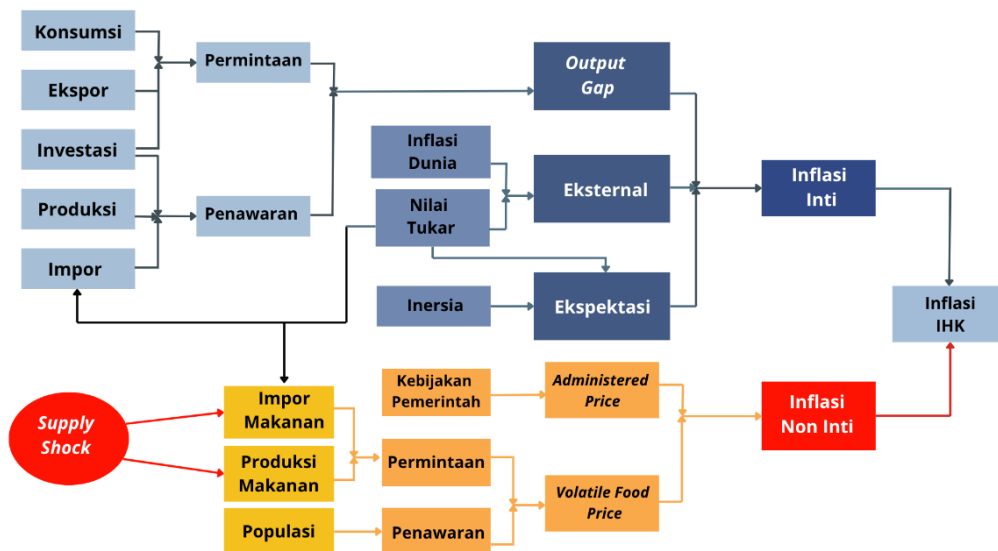 Konsumsi
Ekspor
Investasi
Produksi
Impor
Permintaan
Penawaran
Inflasi
Dunia
Nilai
Tukar
Inersia
Output
Gap
Eksternal
Ekspektasi
Inflasi
Inti
Inflasi
IHK
Supply
Shock
Impor
Makanan
Produksi
Makanan
Populasi
Kebijakan
Pemerintah
Permintaan
Penawaran
Administered
Price
Volatile Food
Price
Inflasi
Non Inti